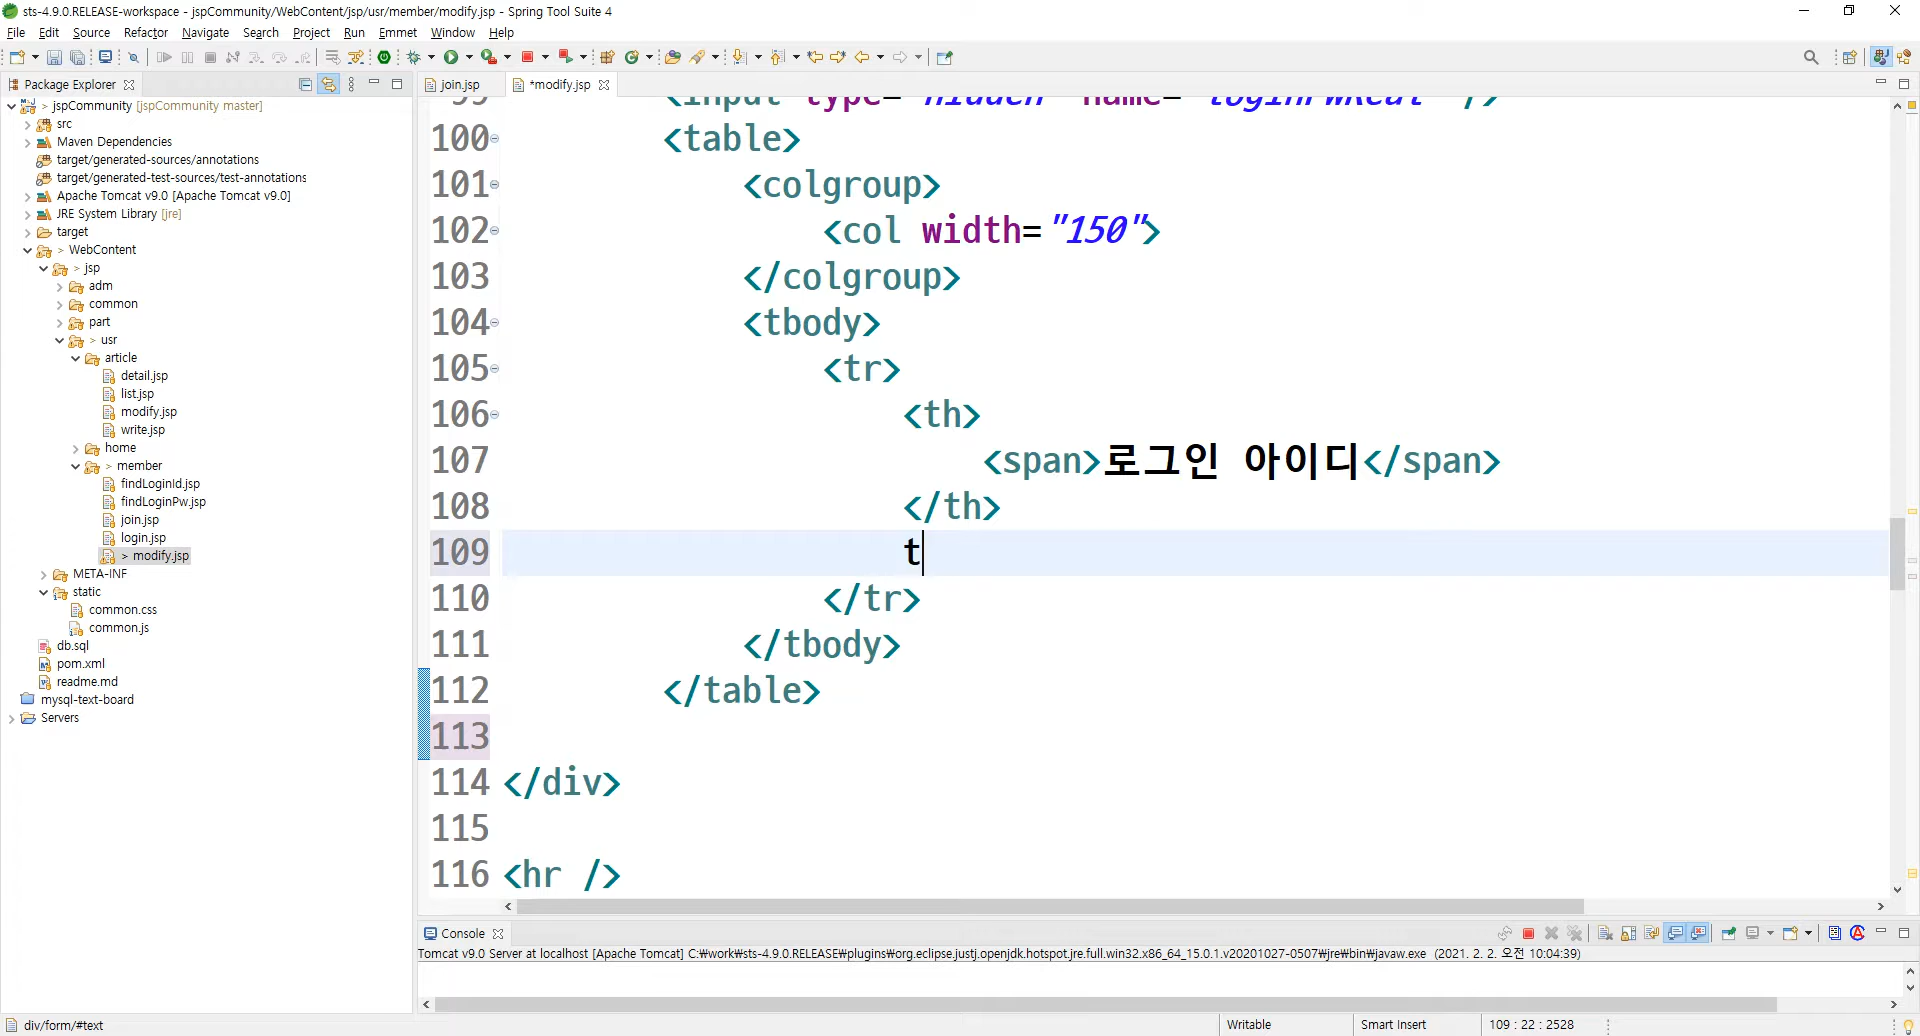 sts-4.9.0.RELEASE-workspace - jspCommunity/WebContent/jsp/usr/member/modify.jsp - Spring Tool Suite 4
File Edit Source Refactor Navigate Search Project Run Emmet Window Help
Package Explorer
join.jsp
*modify.jsp
jspCommunity [jspCommunity master]
src
Maven Dependencies
target/generated-sources/annotations
target/generated-test-sources/test-annotations
Apache Tomcat v9.0 [Apache Tomcat v9.0]
JRE System Library [jre]
target
> WebContent
> jsp
adm
common
part
> usr
article
detail.jsp
list.jsp
modify.jsp
write.jsp
home
> member
findLoginId.jsp
findLoginPw.jsp
join.jsp
login.jsp
> modify.jsp
META-INF
static
common.css
common.js
db.sql
pom.xml
readme.md
mysql-text-board
Servers
99 <input type="hidden" name="loginPwReal" />
100 <table>
101 <colgroup>
102 <col width="150">
103 </colgroup>
104 <tbody>
105 <tr>
106 <th>
107 <span>로그인 아이디</span>
108 </th>
109 t
110 </tr>
111 </tbody>
112 </table>
113
114 </div>
115
116 <hr />
Console
Tomcat v9.0 Server at localhost [Apache Tomcat] C:₩work₩sts-4.9.0.RELEASE₩plugins₩org.eclipse.justj.openjdk.hotspot.jre.full.win32.x86_64_15.0.1.v20201027-0507₩jre₩bin₩javaw.exe (2021. 2. 2. 오전 10:04:39)
div/form/#text
Writable
Smart Insert
109 : 22 : 2528